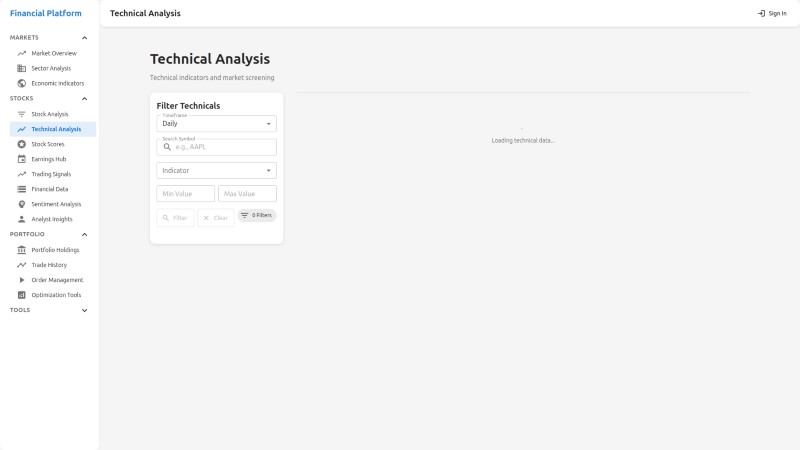 Financial Platform
MARKETS
Market Overview
Sector Analysis
Economic Indicators
STOCKS
Stock Analysis
Technical Analysis
Stock Scores
Earnings Hub
Trading Signals
Financial Data
Sentiment Analysis
Analyst Insights
PORTFOLIO
Portfolio Holdings
Trade History
Order Management
Optimization Tools
TOOLS
Technical Analysis
Sign In
Technical Analysis
Technical indicators and market screening
Filter Technicals
Timeframe
Daily
Search Symbol
e.g., AAPL
Indicator
Min Value
Max Value
Filter
Clear
0 Filters
Loading technical data...